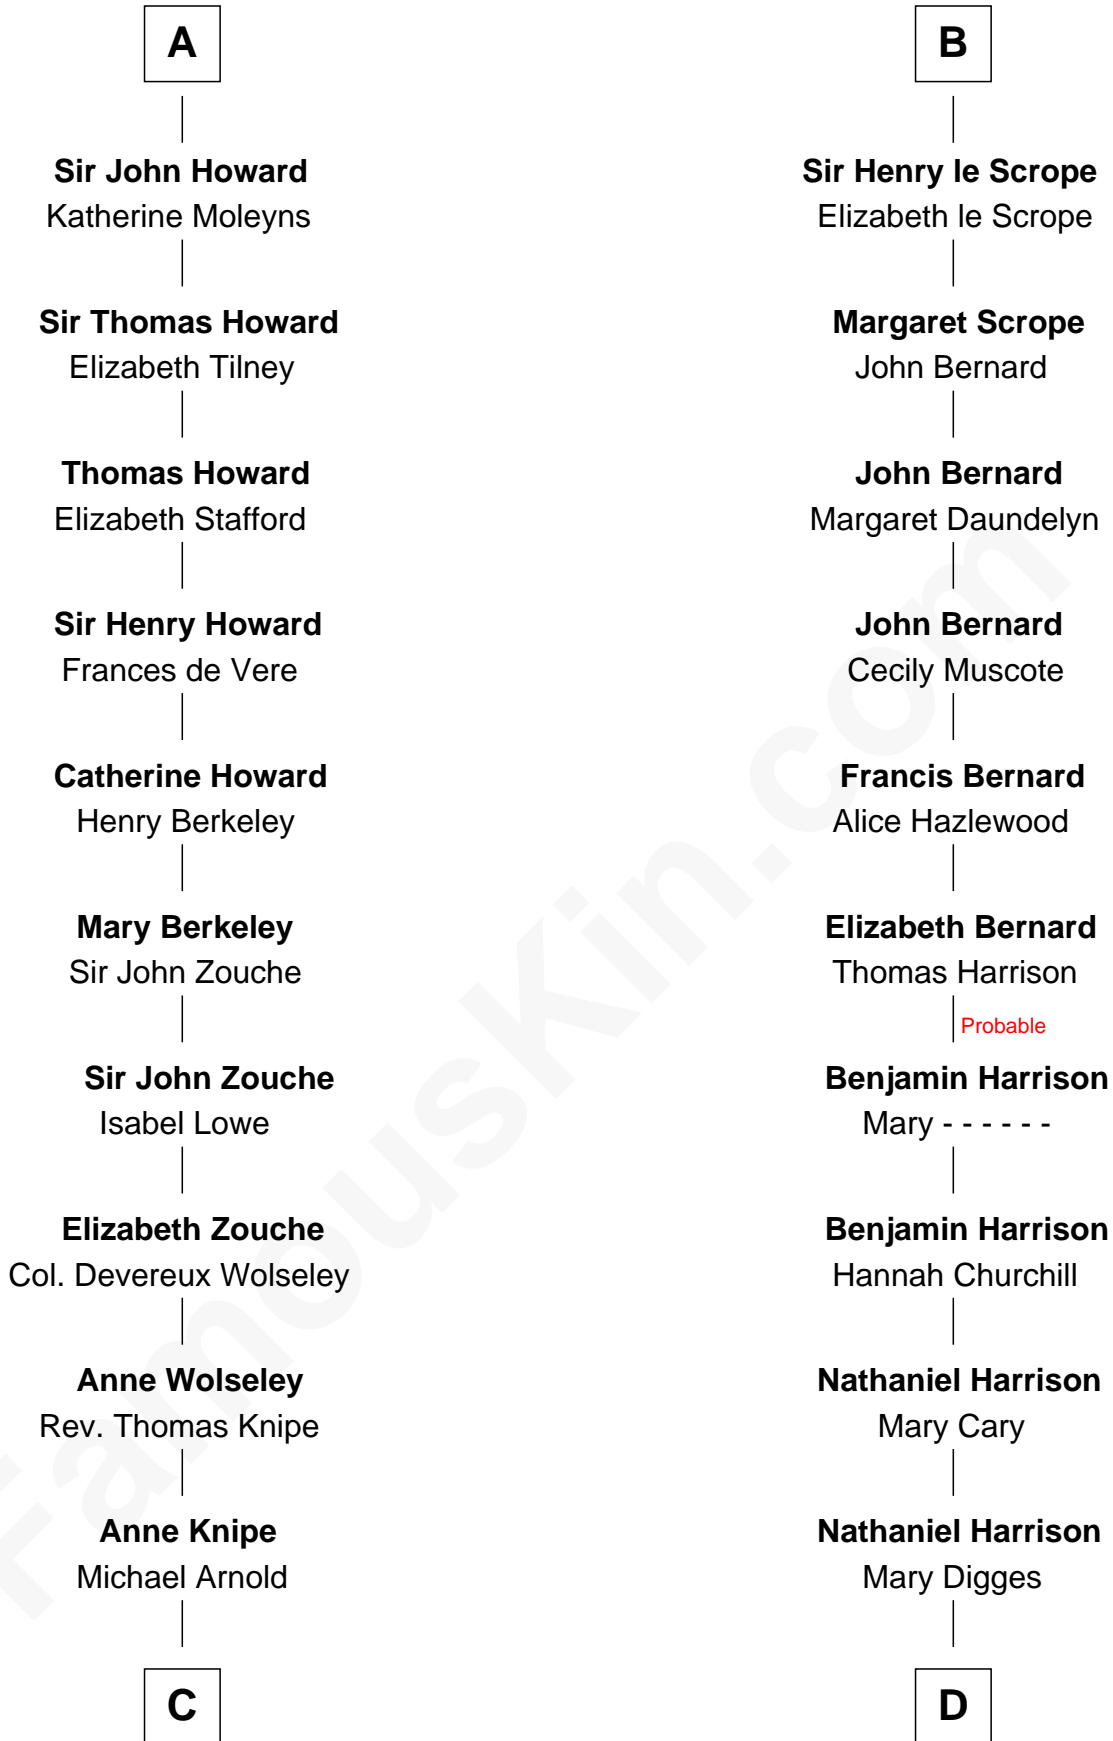 A
Sir John Howard
Katherine Moleyns
Sir Thomas Howard
Elizabeth Tilney
Thomas Howard
Elizabeth Stafford
Sir Henry Howard
Frances de Vere
Catherine Howard
Henry Berkeley
Mary Berkeley
Sir John Zouche
Sir John Zouche
Isabel Lowe
Elizabeth Zouche
Col. Devereux Wolseley
Anne Wolseley
Rev. Thomas Knipe
Anne Knipe
Michael Arnold
C
B
Sir Henry le Scrope
Elizabeth le Scrope
Margaret Scrope
John Bernard
John Bernard
Margaret Daundelyn
John Bernard
Cecily Muscote
Francis Bernard
Alice Hazlewood
Elizabeth Bernard
Thomas Harrison
Probable
Benjamin Harrison
Mary - - - - - -
Benjamin Harrison
Hannah Churchill
Nathaniel Harrison
Mary Cary
Nathaniel Harrison
Mary Digges
D
FamousKin.com